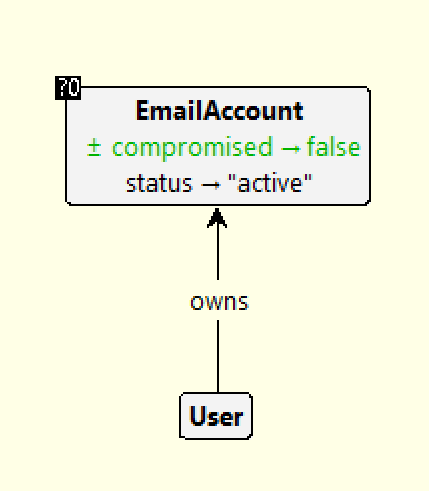 ?0
EmailAccount
± compromised → false
status → "active"
owns
User